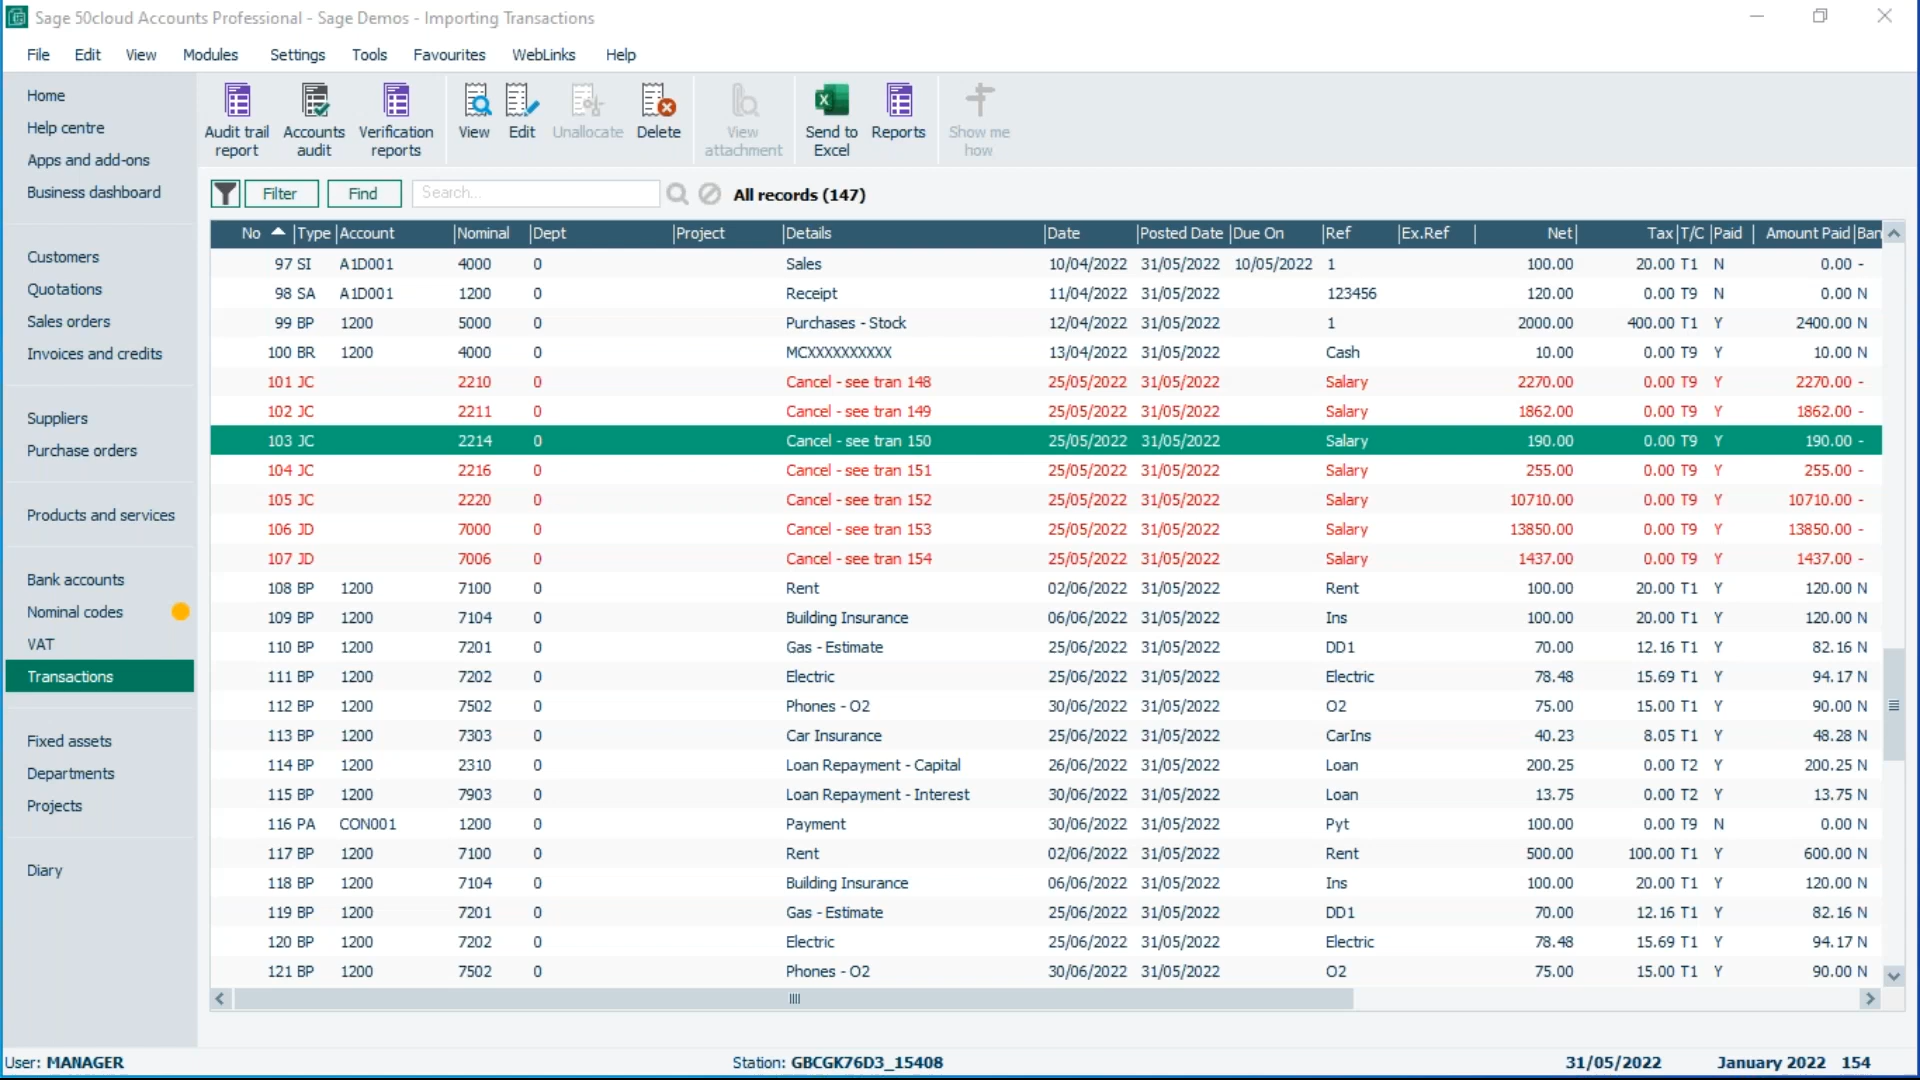 Sage 50cloud Accounts Professional - Sage Demos - Importing Transactions
File Edit View Modules Settings Tools Favourites WebLinks Help
Home
Help centre
Apps and add-ons
Business dashboard
Customers
Quotations
Sales orders
Invoices and credits
Suppliers
Purchase orders
Products and services
Bank accounts
Nominal codes
VAT
Transactions
Fixed assets
Departments
Projects
Diary
Audit trail report
Accounts audit
Verification reports
View
Edit
Unallocate
Delete
View attachment
Send to Excel
Reports
Show me how
Filter Find Search... All records (147)
No Type Account Nominal Dept Project Details Date Posted Date Due On Ref Ex.Ref Net Tax T/C Paid Amount Paid Ban
97 SI A1D001 4000 0 Sales 10/04/2022 31/05/2022 10/05/2022 1 100.00 20.00 T1 N 0.00 -
98 SA A1D001 1200 0 Receipt 11/04/2022 31/05/2022 123456 120.00 0.00 T9 N 0.00 N
99 BP 1200 5000 0 Purchases - Stock 12/04/2022 31/05/2022 1 2000.00 400.00 T1 Y 2400.00 N
100 BR 1200 4000 0 MCXXXXXXXXXX 13/04/2022 31/05/2022 Cash 10.00 0.00 T9 Y 10.00 N
101 JC 2210 0 Cancel - see tran 148 25/05/2022 31/05/2022 Salary 2270.00 0.00 T9 Y 2270.00 -
102 JC 2211 0 Cancel - see tran 149 25/05/2022 31/05/2022 Salary 1862.00 0.00 T9 Y 1862.00 -
103 JC 2214 0 Cancel - see tran 150 25/05/2022 31/05/2022 Salary 190.00 0.00 T9 Y 190.00 -
104 JC 2216 0 Cancel - see tran 151 25/05/2022 31/05/2022 Salary 255.00 0.00 T9 Y 255.00 -
105 JC 2220 0 Cancel - see tran 152 25/05/2022 31/05/2022 Salary 10710.00 0.00 T9 Y 10710.00 -
106 JD 7000 0 Cancel - see tran 153 25/05/2022 31/05/2022 Salary 13850.00 0.00 T9 Y 13850.00 -
107 JD 7006 0 Cancel - see tran 154 25/05/2022 31/05/2022 Salary 1437.00 0.00 T9 Y 1437.00 -
108 BP 1200 7100 0 Rent 02/06/2022 31/05/2022 Rent 100.00 20.00 T1 Y 120.00 N
109 BP 1200 7104 0 Building Insurance 06/06/2022 31/05/2022 Ins 100.00 20.00 T1 Y 120.00 N
110 BP 1200 7201 0 Gas - Estimate 25/06/2022 31/05/2022 DD1 70.00 12.16 T1 Y 82.16 N
111 BP 1200 7202 0 Electric 25/06/2022 31/05/2022 Electric 78.48 15.69 T1 Y 94.17 N
112 BP 1200 7502 0 Phones - O2 30/06/2022 31/05/2022 O2 75.00 15.00 T1 Y 90.00 N
113 BP 1200 7303 0 Car Insurance 25/06/2022 31/05/2022 CarIns 40.23 8.05 T1 Y 48.28 N
114 BP 1200 2310 0 Loan Repayment - Capital 26/06/2022 31/05/2022 Loan 200.25 0.00 T2 Y 200.25 N
115 BP 1200 7903 0 Loan Repayment - Interest 30/06/2022 31/05/2022 Loan 13.75 0.00 T2 Y 13.75 N
116 PA CON001 1200 0 Payment 30/06/2022 31/05/2022 Pyt 100.00 0.00 T9 N 0.00 N
117 BP 1200 7100 0 Rent 02/06/2022 31/05/2022 Rent 500.00 100.00 T1 Y 600.00 N
118 BP 1200 7104 0 Building Insurance 06/06/2022 31/05/2022 Ins 100.00 20.00 T1 Y 120.00 N
119 BP 1200 7201 0 Gas - Estimate 25/06/2022 31/05/2022 DD1 70.00 12.16 T1 Y 82.16 N
120 BP 1200 7202 0 Electric 25/06/2022 31/05/2022 Electric 78.48 15.69 T1 Y 94.17 N
121 BP 1200 7502 0 Phones - O2 30/06/2022 31/05/2022 O2 75.00 15.00 T1 Y 90.00 N
User: MANAGER Station: GBCGK76D3_15408 31/05/2022 January 2022 154